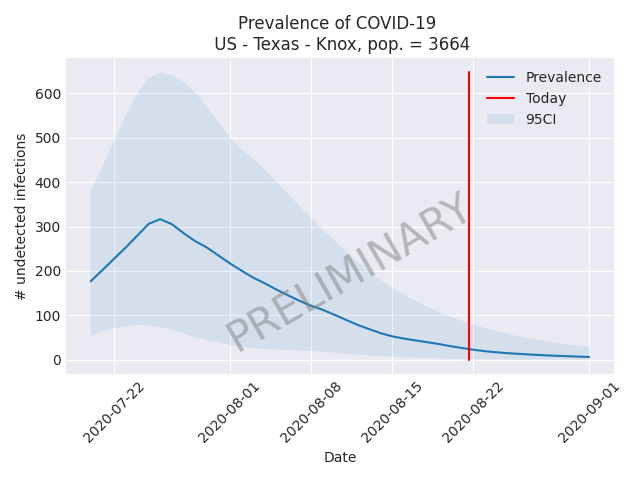 Prevalence of COVID-19
US - Texas - Knox, pop. = 3664
# undetected infections
600
500
400
300
200
100
0
Prevalence
Today
95CI
PRELIMINARY
2020-07-22
2020-08-01
2020-08-08
2020-08-15
2020-08-22
2020-09-01
Date